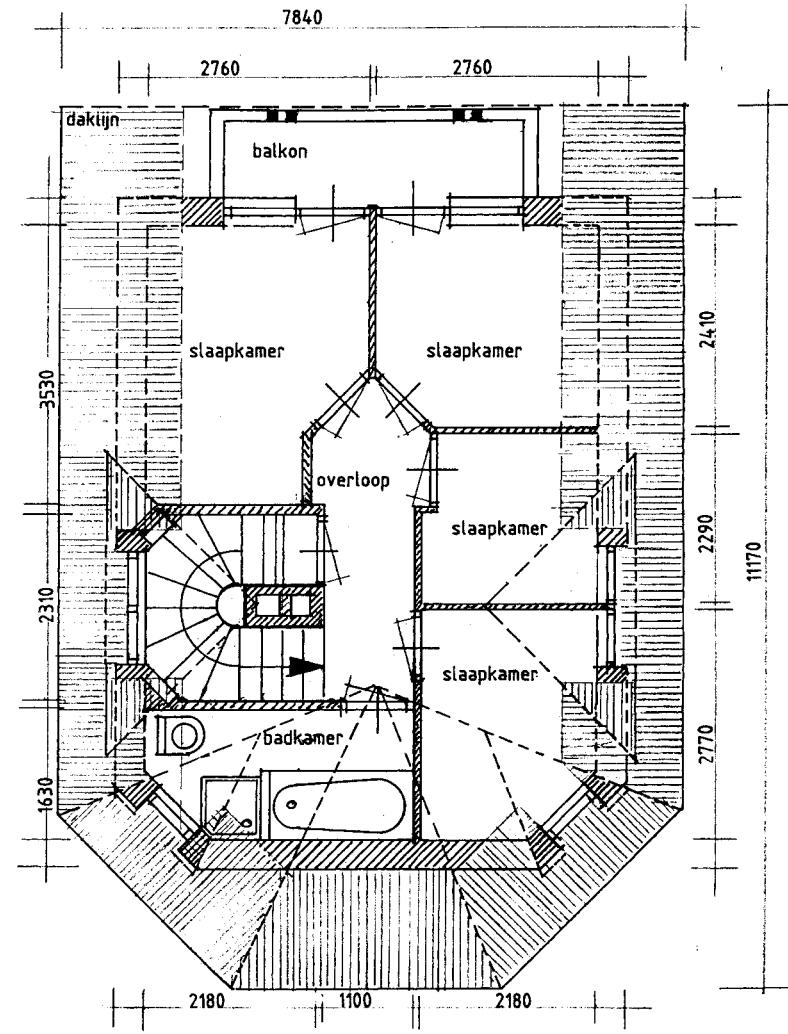 7840
2760
2760
daklijn
balkon
slaapkamer
slaapkamer
2410
3530
overloop
slaapkamer
2290
11170
2310
slaapkamer
badkamer
2770
1630
2180
1100
2180